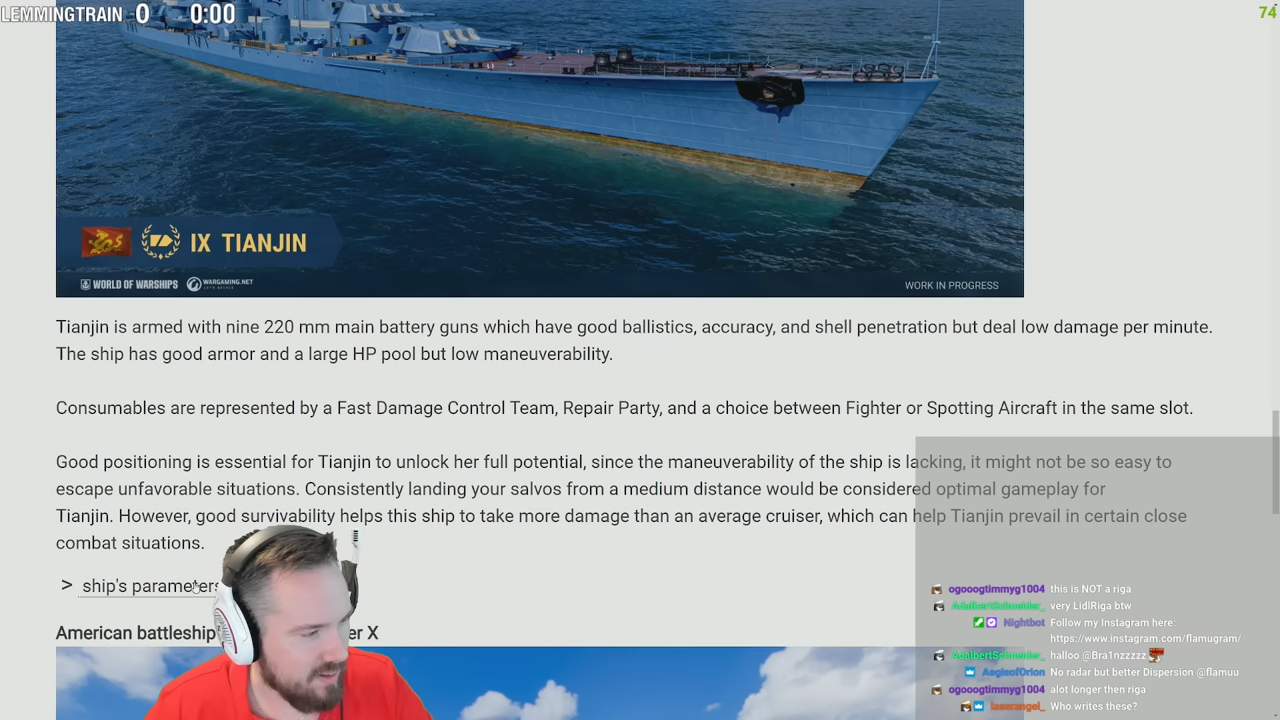 LEMMINGTRAIN 0 0:00
74
IX TIANJIN
WORLD OF WARSHIPS WARGAMING.NET LET'S BATTLE
WORK IN PROGRESS
Tianjin is armed with nine 220 mm main battery guns which have good ballistics, accuracy, and shell penetration but deal low damage per minute.
The ship has good armor and a large HP pool but low maneuverability.
Consumables are represented by a Fast Damage Control Team, Repair Party, and a choice between Fighter or Spotting Aircraft in the same slot.
Good positioning is essential for Tianjin to unlock her full potential, since the maneuverability of the ship is lacking, it might not be so easy to
escape unfavorable situations. Consistently landing your salvos from a medium distance would be considered optimal gameplay for
Tianjin. However, good survivability helps this ship to take more damage than an average cruiser, which can help Tianjin prevail in certain close
combat situations.
> ship's parameters
American battleship er X
ogooogtimmyg1004 this is NOT a riga
AdalbertSchneider_ very LidlRiga btw
Nightbot Follow my Instagram here:
https://www.instagram.com/flamugram/
AdalbertSchneider_ halloo @Bra1nzzzzz
AegisofOrion No radar but better Dispersion @flamuu
ogooogtimmyg1004 alot longer then riga
laserangel_ Who writes these?